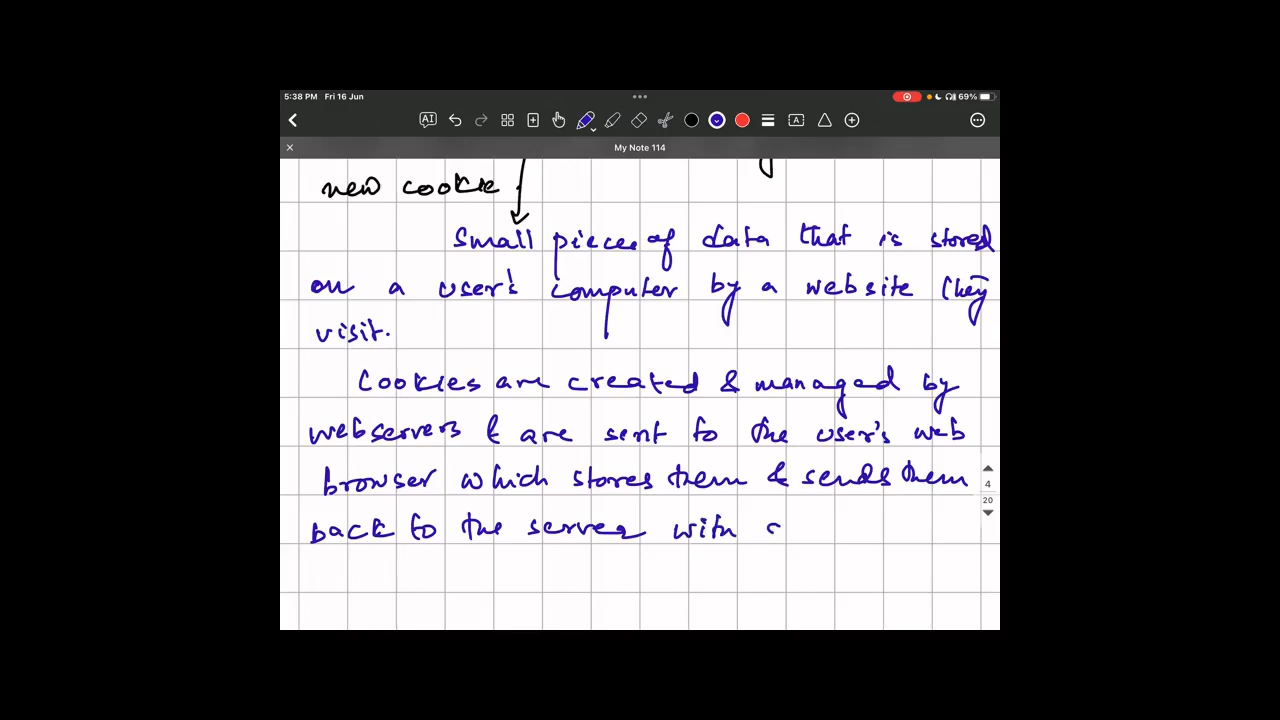 5:38 PM Fri 16 Jun
69%
AI
A
My Note 114
new cookie
Small piece of data that is stored
on a user's computer by a website they
visit.
Cookies are created & managed by
webservers & are sent to the user's web
browser which stores them & sends them
back to the server with
4
20